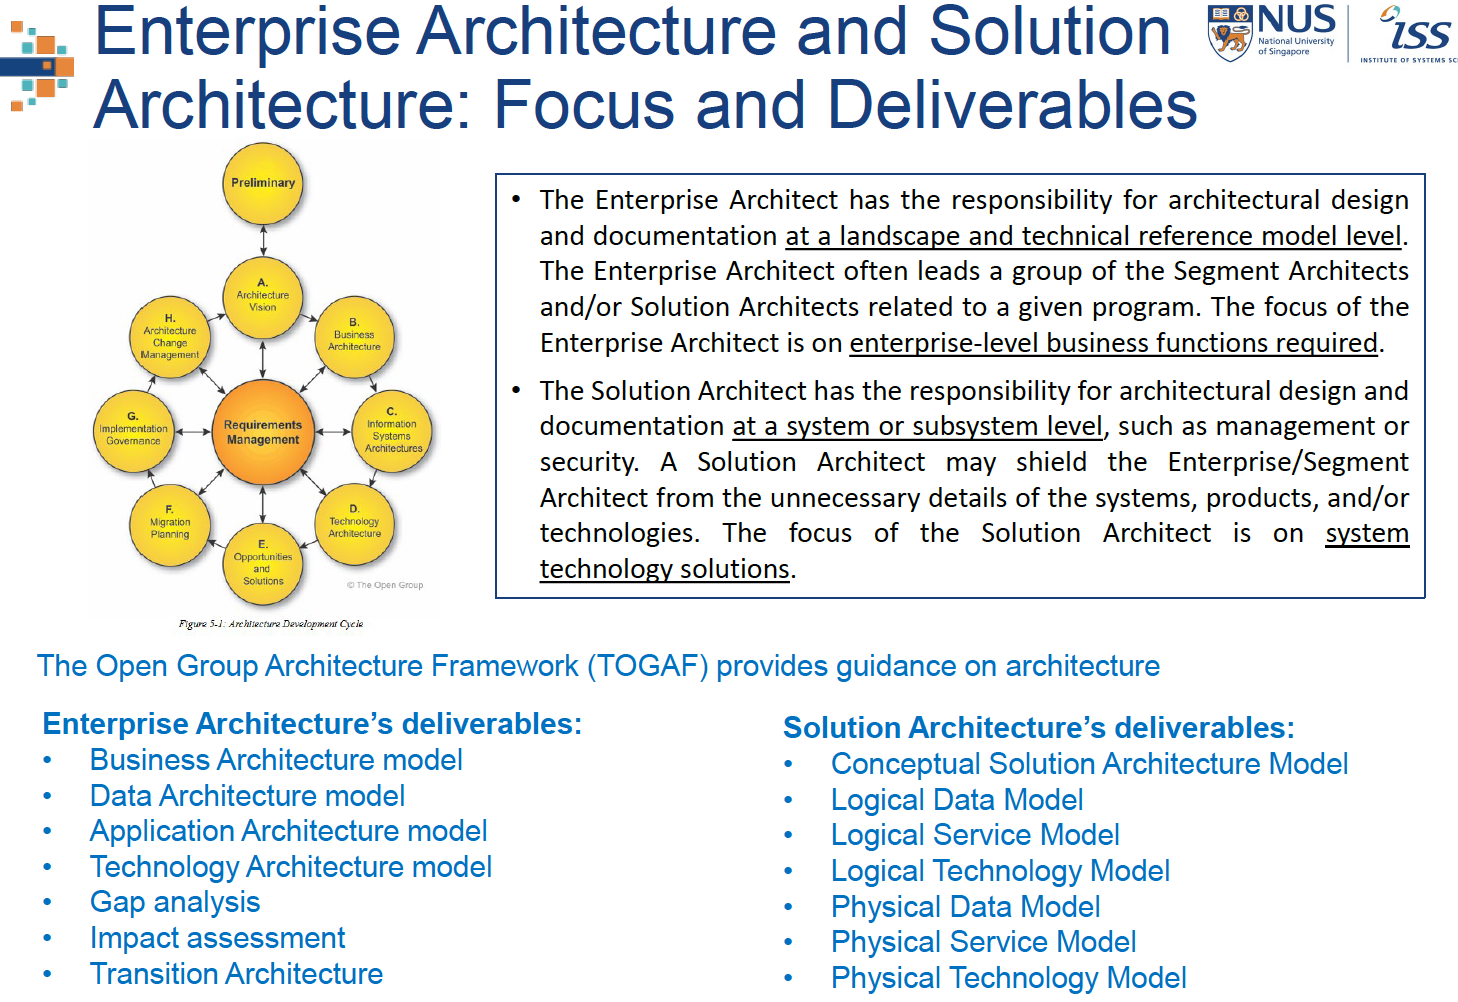 Enterprise Architecture and Solution
Architecture: Focus and Deliverables
NUS
National University
of Singapore
iss
INSTITUTE OF SYSTEMS SC
Preliminary
A.
Architecture
Vision
B.
Business
Architecture
C.
Information
Systems
Architectures
D.
Technology
Architecture
E.
Opportunities
and
Solutions
F.
Migration
Planning
G.
Implementation
Governance
H.
Architecture
Change
Management
Requirements
Management
© The Open Group
Figure 5-1: Architecture Development Cycle
• The Enterprise Architect has the responsibility for architectural design
and documentation at a landscape and technical reference model level.
The Enterprise Architect often leads a group of the Segment Architects
and/or Solution Architects related to a given program. The focus of the
Enterprise Architect is on enterprise-level business functions required.
• The Solution Architect has the responsibility for architectural design and
documentation at a system or subsystem level, such as management or
security. A Solution Architect may shield the Enterprise/Segment
Architect from the unnecessary details of the systems, products, and/or
technologies. The focus of the Solution Architect is on system
technology solutions.
The Open Group Architecture Framework (TOGAF) provides guidance on architecture
Enterprise Architecture’s deliverables:
• Business Architecture model
• Data Architecture model
• Application Architecture model
• Technology Architecture model
• Gap analysis
• Impact assessment
• Transition Architecture
Solution Architecture’s deliverables:
• Conceptual Solution Architecture Model
• Logical Data Model
• Logical Service Model
• Logical Technology Model
• Physical Data Model
• Physical Service Model
• Physical Technology Model